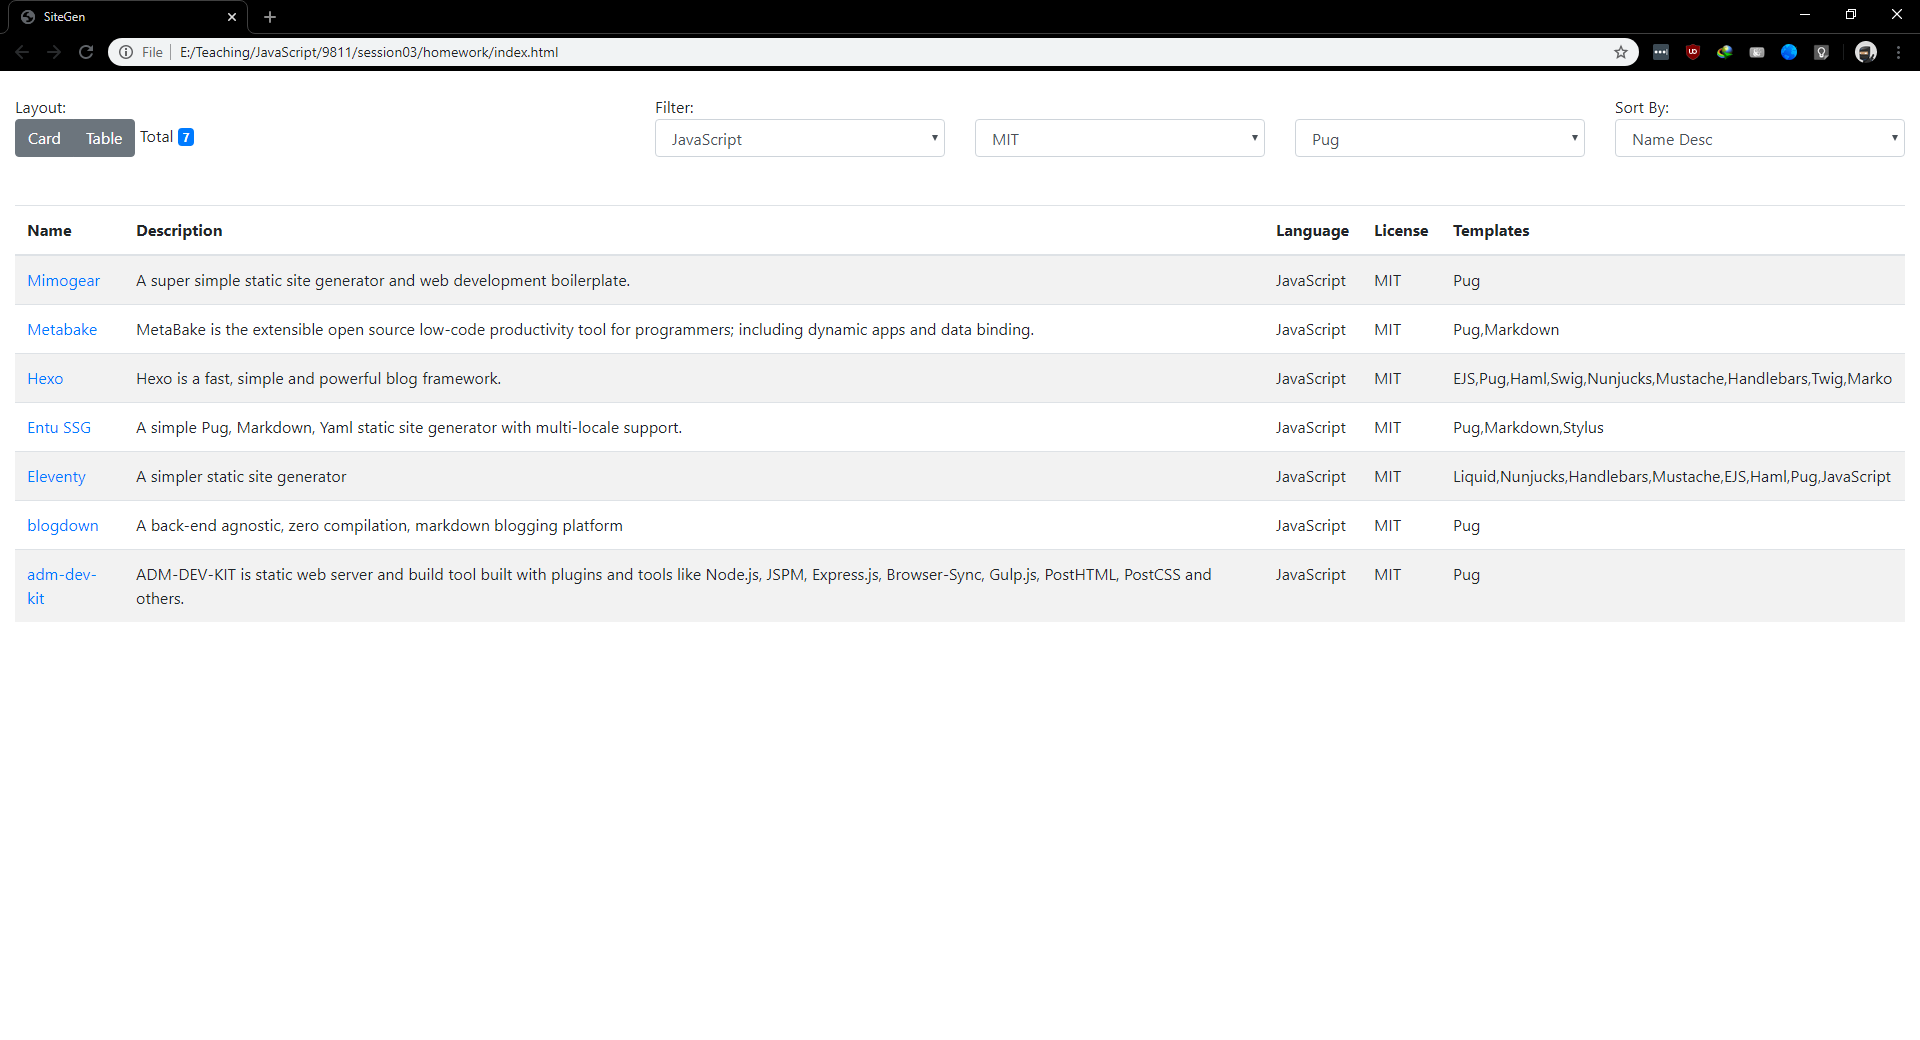 SiteGen
File E:/Teaching/JavaScript/9811/session03/homework/index.html
Layout: Filter: Sort By:
Card Table Total 7 JavaScript MIT Pug Name Desc
Name Description Language License Templates
Mimogear A super simple static site generator and web development boilerplate. JavaScript MIT Pug
Metabake MetaBake is the extensible open source low-code productivity tool for programmers; including dynamic apps and data binding. JavaScript MIT Pug,Markdown
Hexo Hexo is a fast, simple and powerful blog framework. JavaScript MIT EJS,Pug,Haml,Swig,Nunjucks,Mustache,Handlebars,Twig,Marko
Entu SSG A simple Pug, Markdown, Yaml static site generator with multi-locale support. JavaScript MIT Pug,Markdown,Stylus
Eleventy A simpler static site generator JavaScript MIT Liquid,Nunjucks,Handlebars,Mustache,EJS,Haml,Pug,JavaScript
blogdown A back-end agnostic, zero compilation, markdown blogging platform JavaScript MIT Pug
adm-dev- ADM-DEV-KIT is static web server and build tool built with plugins and tools like Node.js, JSPM, Express.js, Browser-Sync, Gulp.js, PostHTML, PostCSS and JavaScript MIT Pug
kit others.